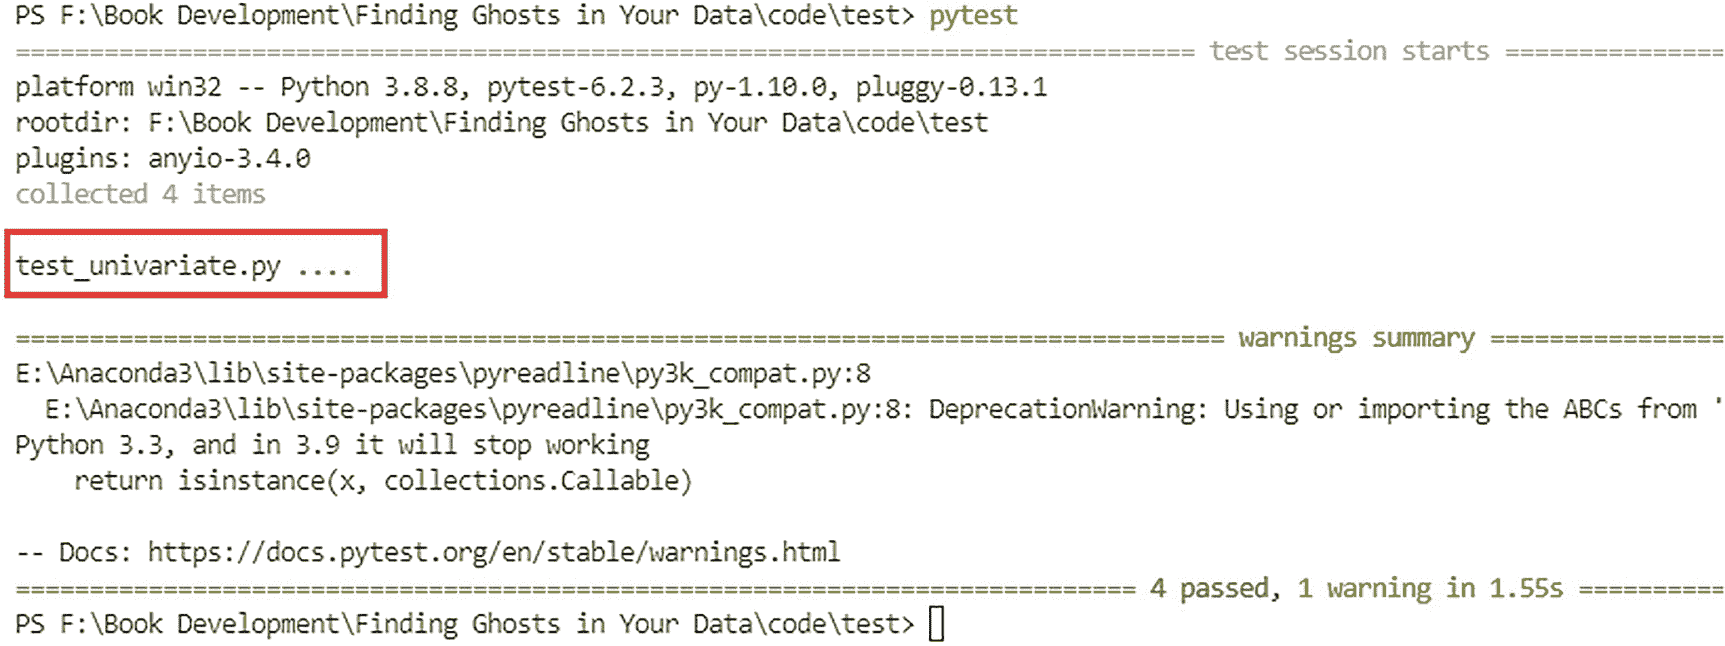 PS F:\Book Development\Finding Ghosts in Your Data\code\test> pytest
================================================================================ test session starts ===============
platform win32 -- Python 3.8.8, pytest-6.2.3, py-1.10.0, pluggy-0.13.1
rootdir: F:\Book Development\Finding Ghosts in Your Data\code\test
plugins: anyio-3.4.0
collected 4 items
test_univariate.py ....
================================================================================== warnings summary ================
E:\Anaconda3\lib\site-packages\pyreadline\py3k_compat.py:8
E:\Anaconda3\lib\site-packages\pyreadline\py3k_compat.py:8: DeprecationWarning: Using or importing the ABCs from '
Python 3.3, and in 3.9 it will stop working
return isinstance(x, collections.Callable)
-- Docs: https://docs.pytest.org/en/stable/warnings.html
============================================================================ 4 passed, 1 warning in 1.55s ==========
PS F:\Book Development\Finding Ghosts in Your Data\code\test>